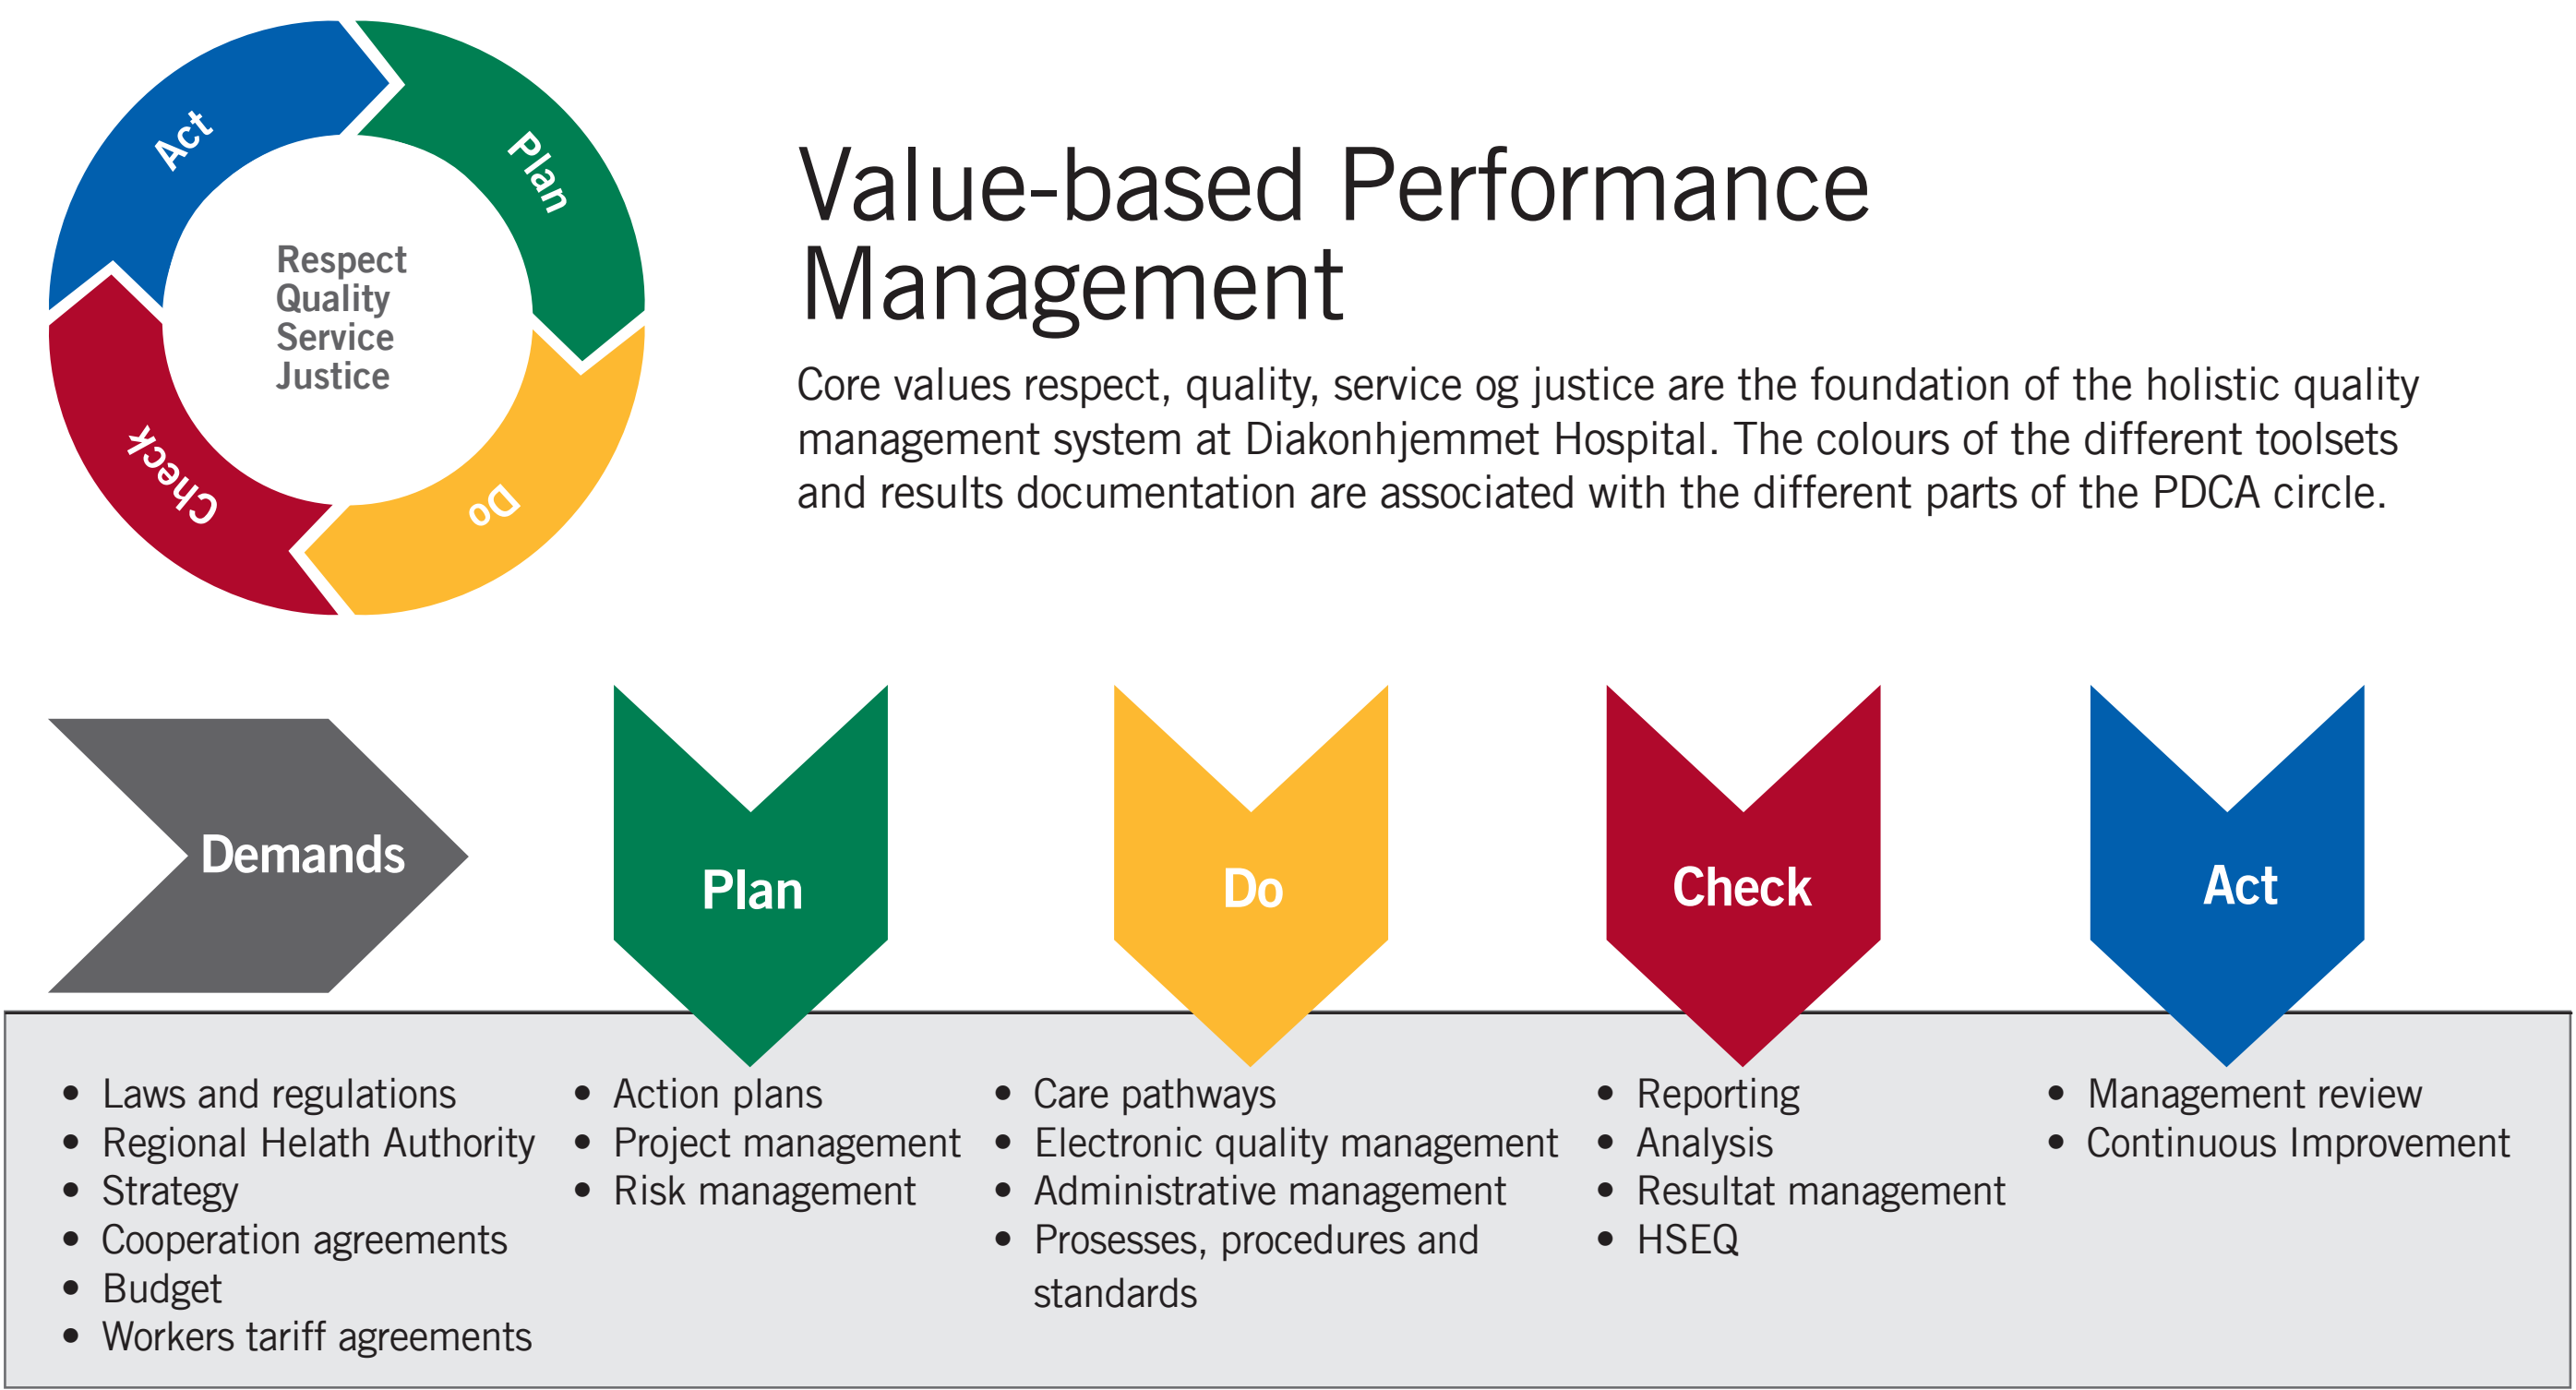 Act
Plan
Respect
Quality
Service
Justice
Check
Do
Value-based Performance
Management
Core values respect, quality, service og justice are the foundation of the holistic quality
management system at Diakonhjemmet Hospital. The colours of the different toolsets
and results documentation are associated with the different parts of the PDCA circle.
Demands
Plan
Do
Check
Act
• Laws and regulations
• Regional Helath Authority
• Strategy
• Cooperation agreements
• Budget
• Workers tariff agreements
• Action plans
• Project management
• Risk management
• Care pathways
• Electronic quality management
• Administrative management
• Prosesses, procedures and
standards
• Reporting
• Analysis
• Resultat management
• HSEQ
• Management review
• Continuous Improvement